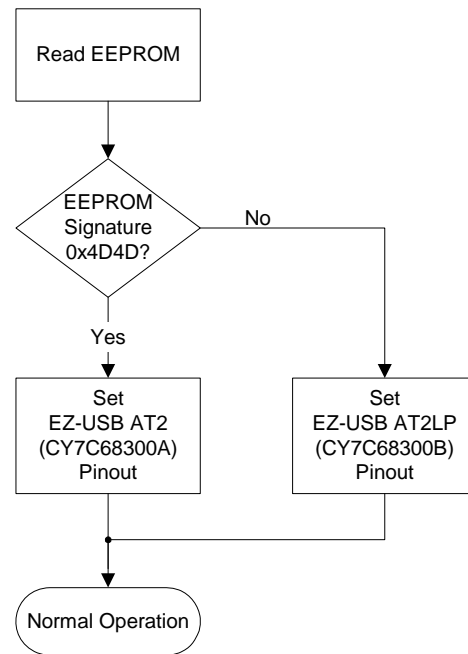 Read EEPROM
EEPROM
Signature
0x4D4D?
No
Yes
Set
EZ-USB AT2
(CY7C68300A)
Pinout
Set
EZ-USB AT2LP
(CY7C68300B)
Pinout
Normal Operation